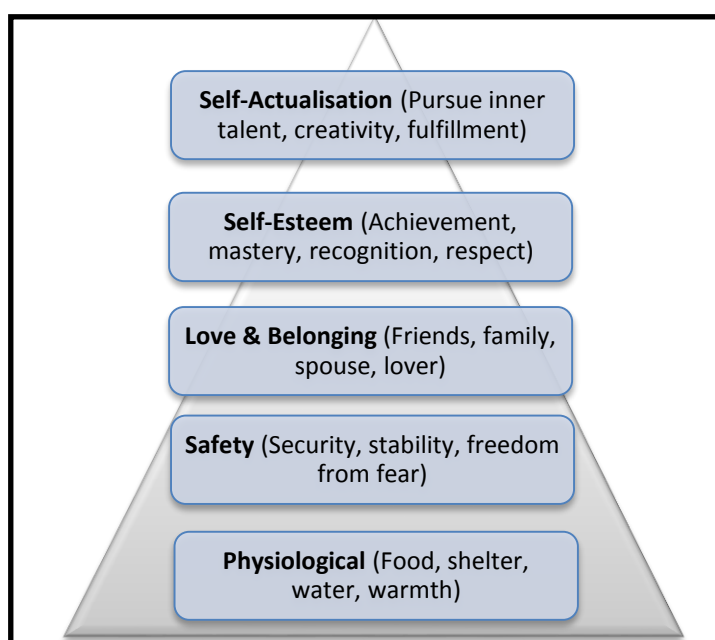 Self-Actualisation (Pursue inner
talent, creativity, fulfillment)
Self-Esteem (Achievement,
mastery, recognition, respect)
Love & Belonging (Friends, family,
spouse, lover)
Safety (Security, stability, freedom
from fear)
Physiological (Food, shelter,
water, warmth)